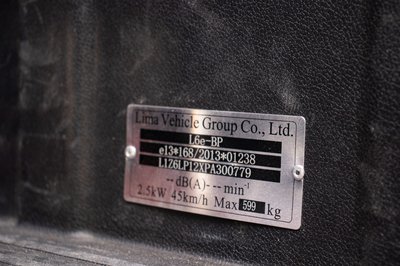 Lima Vehicle Group Co., Ltd.
L6e-BP
e13*168/2013*01238
L1Z6LP12XPA300779
--dB(A)- -- min⁻¹
2.5kW 45km/h Max 599 kg